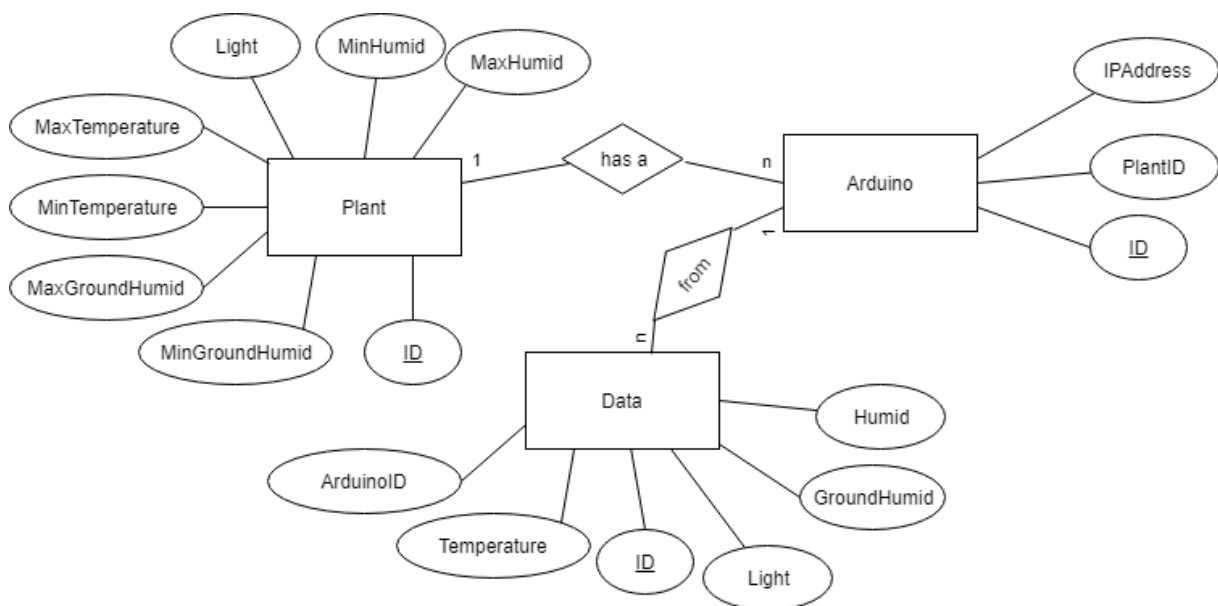 Light
MinHumid
MaxHumid
IPAddress
MaxTemperature
has a
1
n
Arduino
PlantID
MinTemperature
Plant
1
ID
from
MaxGroundHumid
n
MinGroundHumid
ID
Data
Humid
ArduinoID
GroundHumid
Temperature
ID
Light